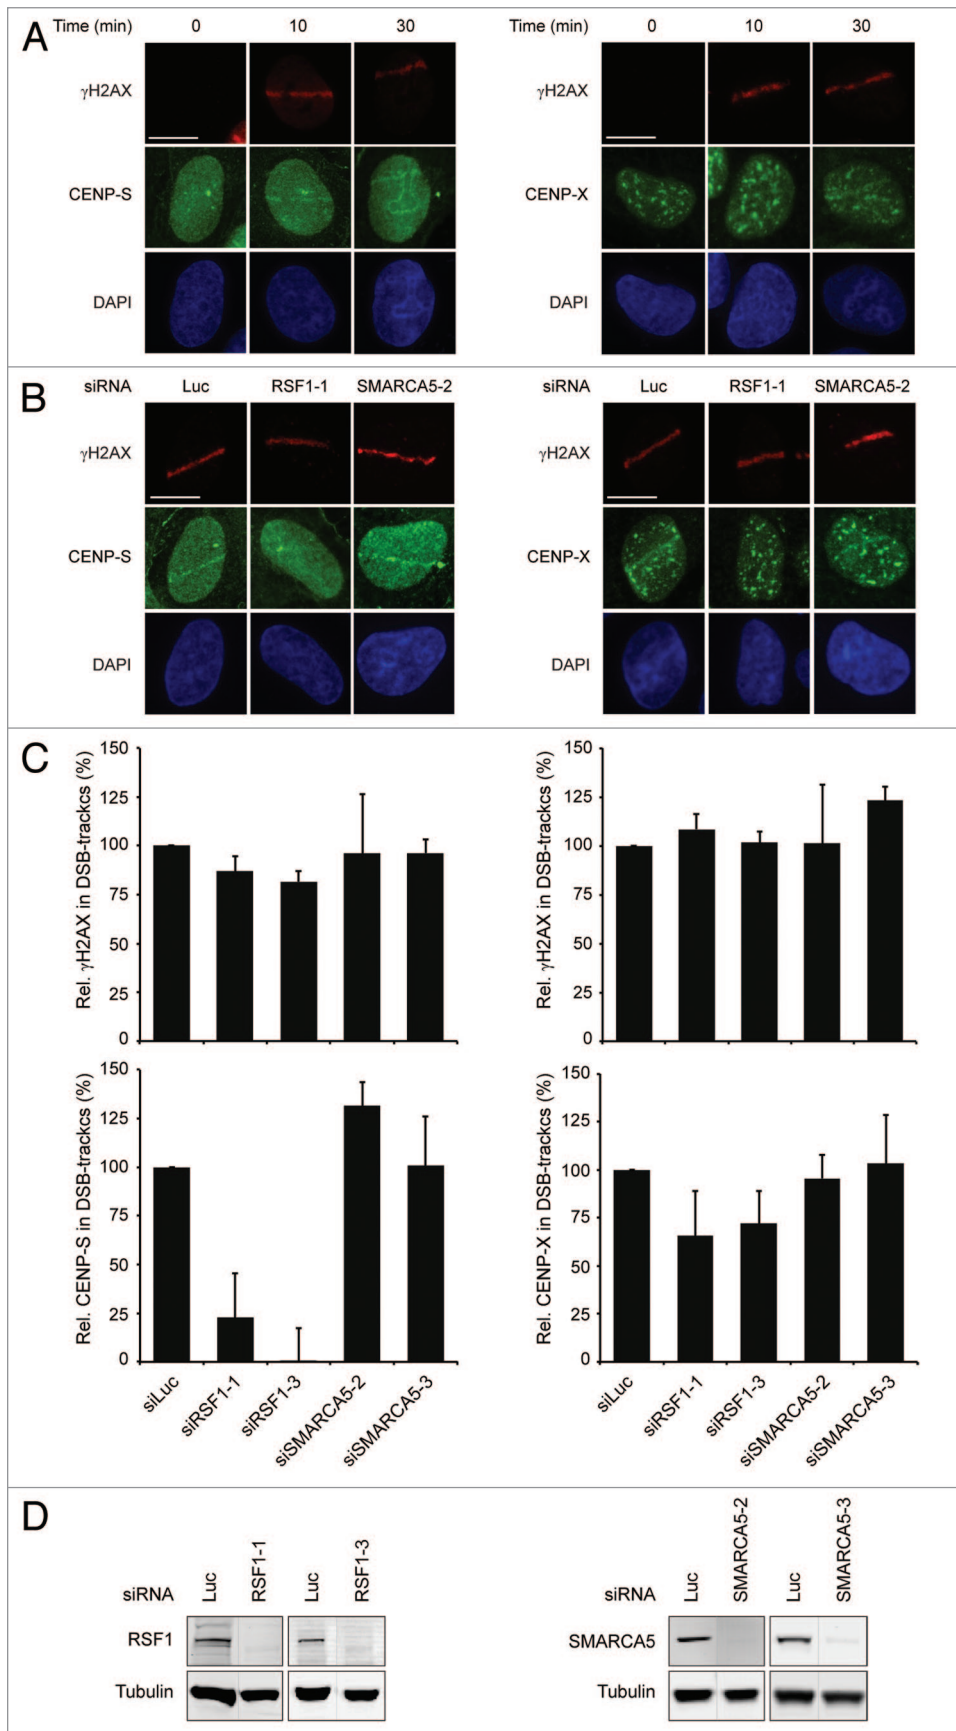 A
Time (min) 0 10 30
γH2AX
CENP-S
DAPI
Time (min) 0 10 30
γH2AX
CENP-X
DAPI
B
siRNA Luc RSF1-1 SMARCA5-2
γH2AX
CENP-S
DAPI
siRNA Luc RSF1-1 SMARCA5-2
γH2AX
CENP-X
DAPI
C
Rel. γH2AX in DSB-trackcs (%)
150
125
100
75
50
25
0
Rel. γH2AX in DSB-trackcs (%)
150
125
100
75
50
25
0
Rel. CENP-S in DSB-trackcs (%)
150
125
100
75
50
25
0
siLuc
siRSF1-1
siRSF1-3
siSMARCA5-2
siSMARCA5-3
Rel. CENP-X in DSB-trackcs (%)
150
125
100
75
50
25
0
siLuc
siRSF1-1
siRSF1-3
siSMARCA5-2
siSMARCA5-3
D
siRNA Luc RSF1-1 Luc RSF1-3
RSF1
Tubulin
siRNA Luc SMARCA5-2 Luc SMARCA5-3
SMARCA5
Tubulin